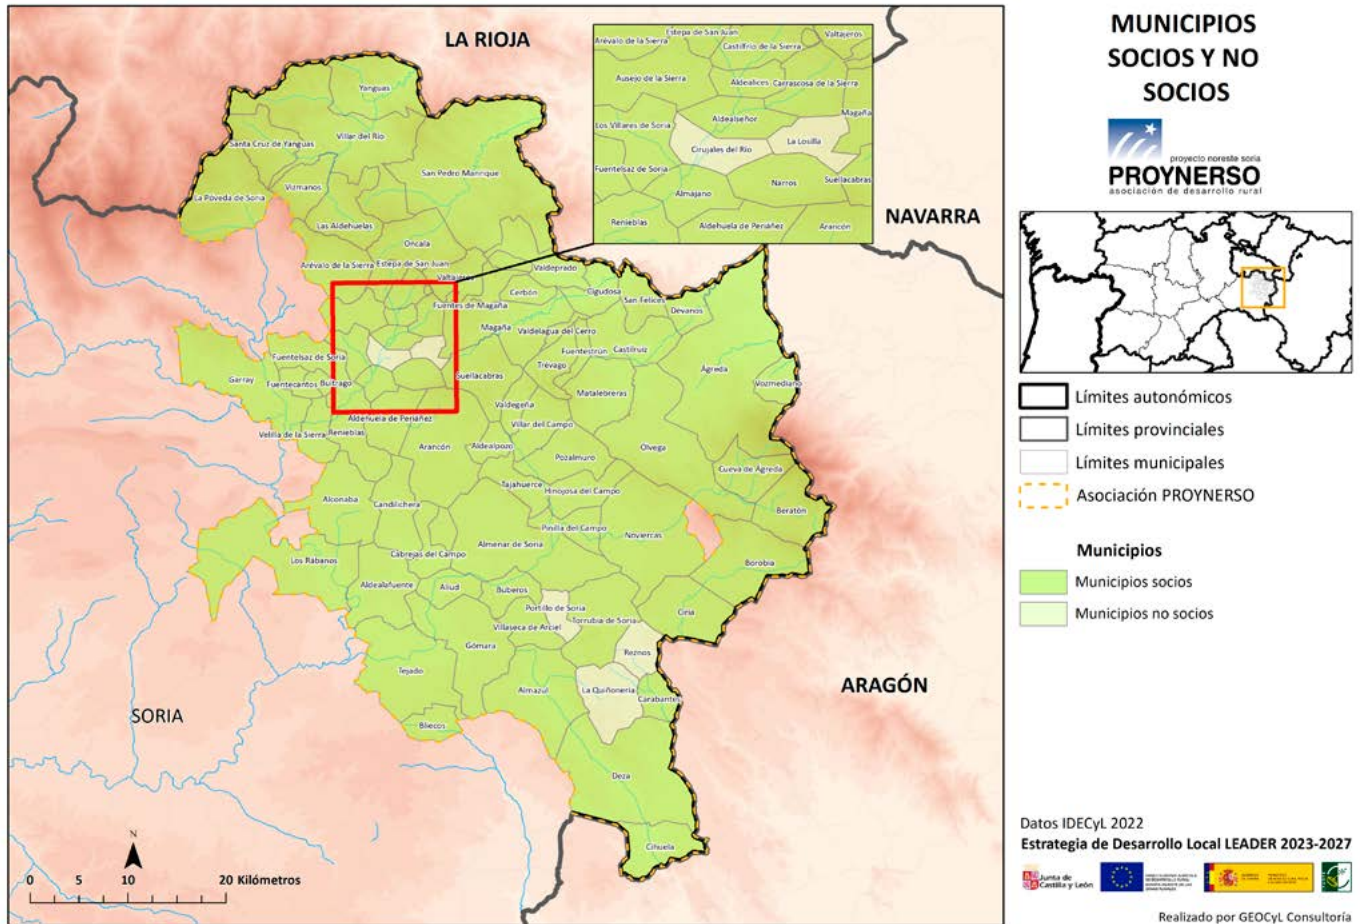 LA RIOJA
NAVARRA
ARAGÓN
SORIA
Yanguas
Villar del Río
Santa Cruz de Yanguas
San Pedro Manrique
Vizmanos
La Póveda de Soria
Las Aldehuelas
Oncala
Arévalo de la Sierra
Estepa de San Juan
Valtajeros
Valdeprado
Cerbón
Cigudosa
San Felices
Dévanos
Fuentes de Magaña
Magaña
Valdelagua del Cerro
Fuentestrún
Castilruiz
Trévago
Ágreda
Vozmediano
Fuentelsaz de Soria
Garray
Fuentecantos
Buitrago
Suellacabras
Matalebreras
Valdegeña
Aldehuela de Periáñez
Villar del Campo
Velilla de la Sierra
Renieblas
Arancón
Aldealpozo
Ólvega
Pozalmuro
Cueva de Ágreda
Tajahuerce
Hinojosa del Campo
Alconaba
Candilichera
Beratón
Pinilla del Campo
Noviercas
Almenar de Soria
Los Rábanos
Cabrejas del Campo
Borobia
Aldealafuente
Aliud
Buberos
Portillo de Soria
Torrubia de Soria
Ciria
Villaseca de Arciel
Gómara
Reznos
Tejado
Almazul
La Quiñonería
Carabantes
Bliecos
Deza
Cihuela
Estepa de San Juan
Valtajeros
Arévalo de la Sierra
Castilfrío de la Sierra
Ausejo de la Sierra
Aldealices
Carrascosa de la Sierra
Magaña
Los Villares de Soria
Aldealseñor
Cirujales del Río
La Losilla
Fuentelsaz de Soria
Almajano
Narros
Suellacabras
Renieblas
Aldehuela de Periáñez
Arancón
N
0 5 10 20 Kilómetros
MUNICIPIOS
SOCIOS Y NO
SOCIOS
proyecto noreste soria
PROYNERSO
asociación de desarrollo rural
Límites autonómicos
Límites provinciales
Límites municipales
Asociación PROYNERSO
Municipios
Municipios socios
Municipios no socios
Datos IDECyL 2022
Estrategia de Desarrollo Local LEADER 2023-2027
Junta de
Castilla y León
Realizado por GEOCyL Consultoría